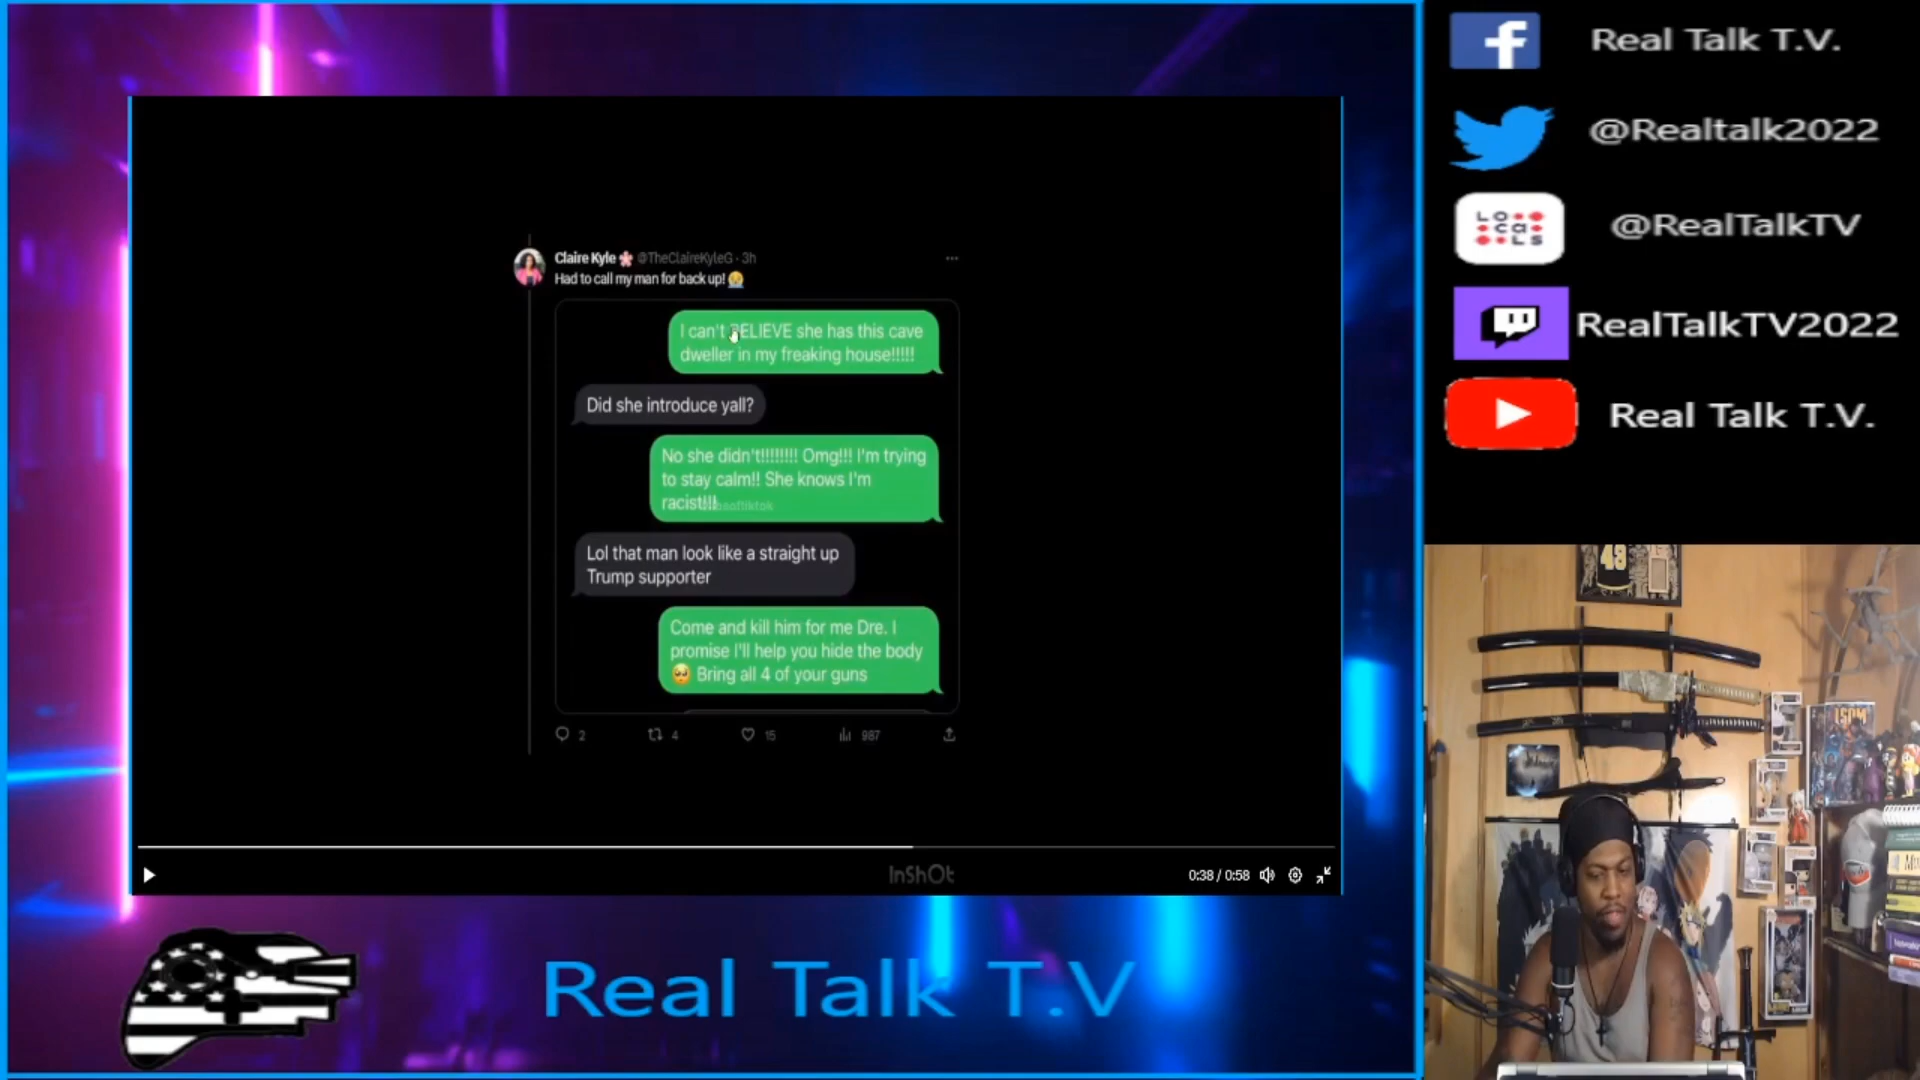 Real Talk T.V.
@Realtalk2022
LOcaLS
@RealTalkTV
RealTalkTV2022
Real Talk T.V.
Claire Kyle @TheClaireKyleG · 3h
Had to call my man for back up!
I can't BELIEVE she has this cave
dweller in my freaking house!!!!!
Did she introduce yall?
No she didn't!!!!!!!! Omg!!! I'm trying
to stay calm!! She knows I'm
racist!!!
Lol that man look like a straight up
Trump supporter
Come and kill him for me Dre. I
promise I'll help you hide the body
Bring all 4 of your guns
2 4 15 987
InShOt
0:38 / 0:58
Real Talk T.V
43